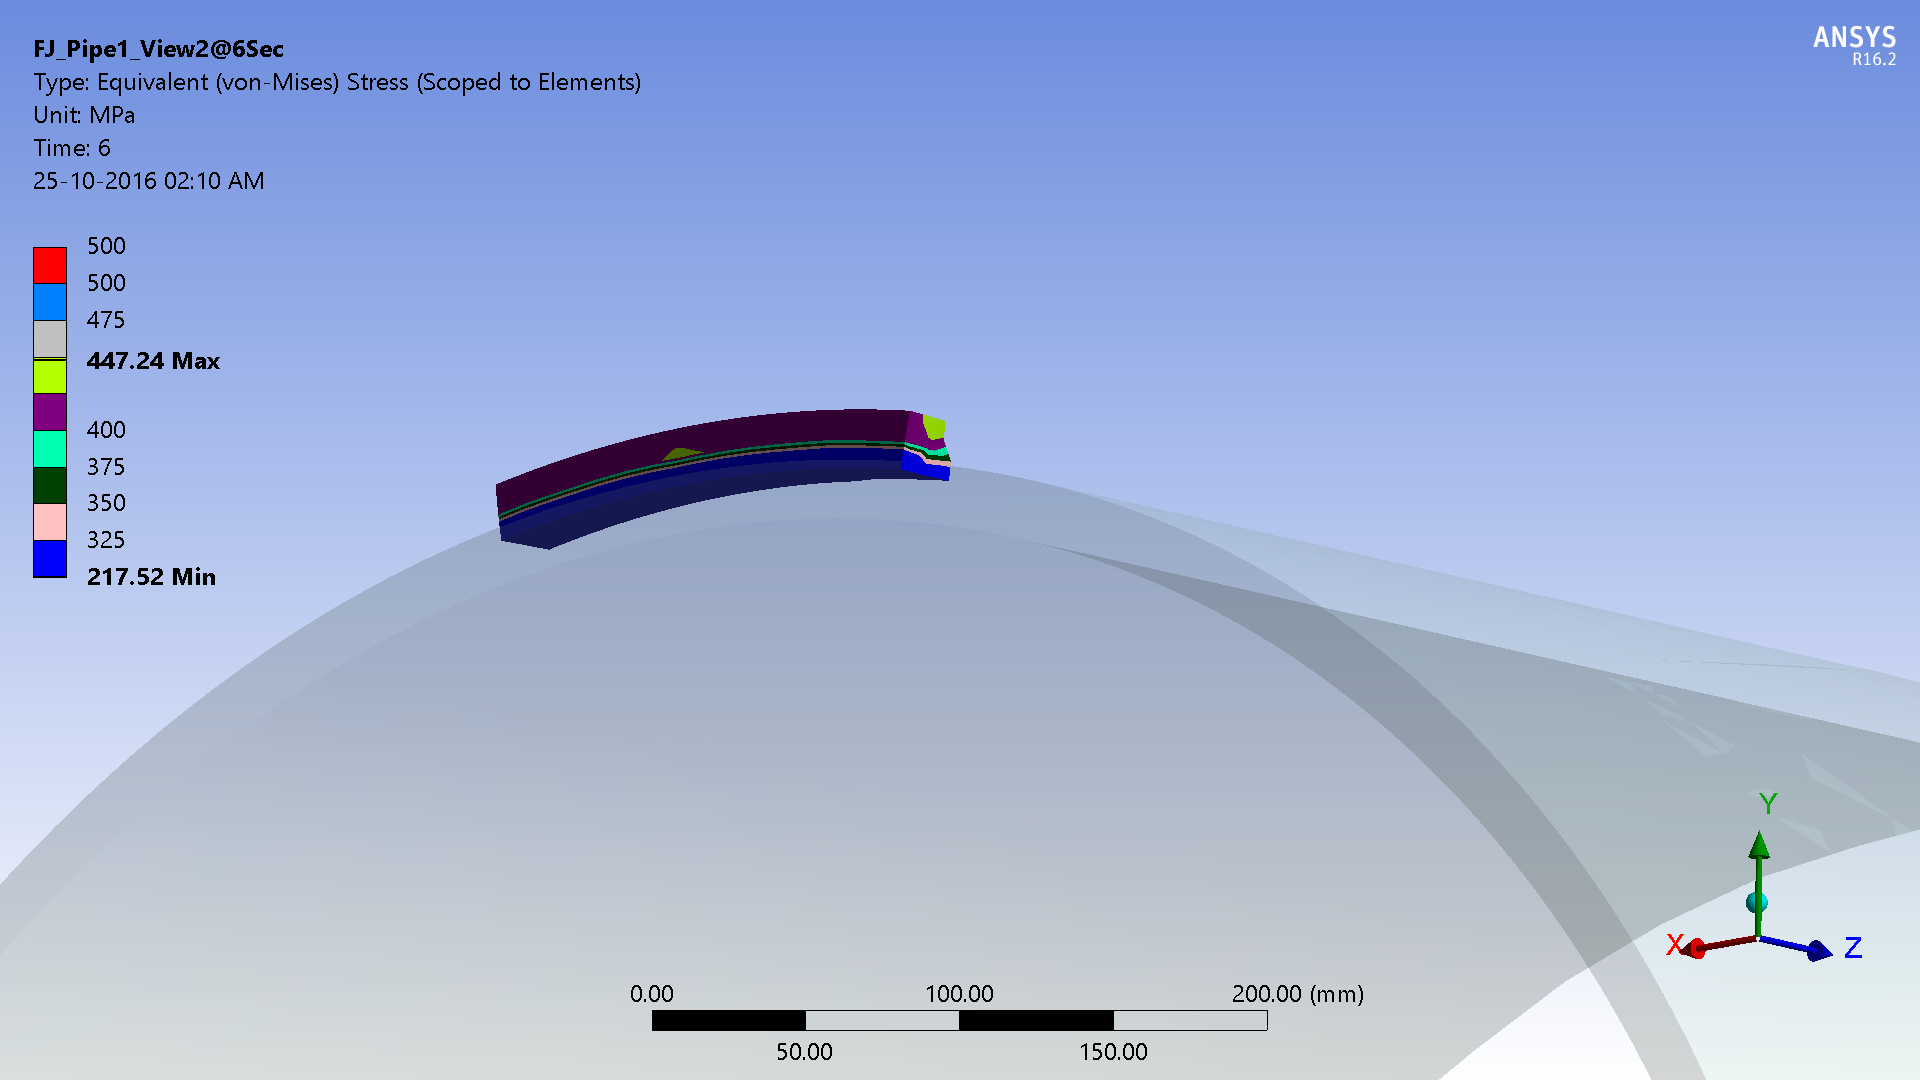 FJ_Pipe1_View2@6Sec
Type: Equivalent (von-Mises) Stress (Scoped to Elements)
Unit: MPa
Time: 6
25-10-2016 02:10 AM
ANSYS
R16.2
500
500
475
447.24 Max
400
375
350
325
217.52 Min
Y
X
Z
0.00 100.00 200.00 (mm)
50.00 150.00